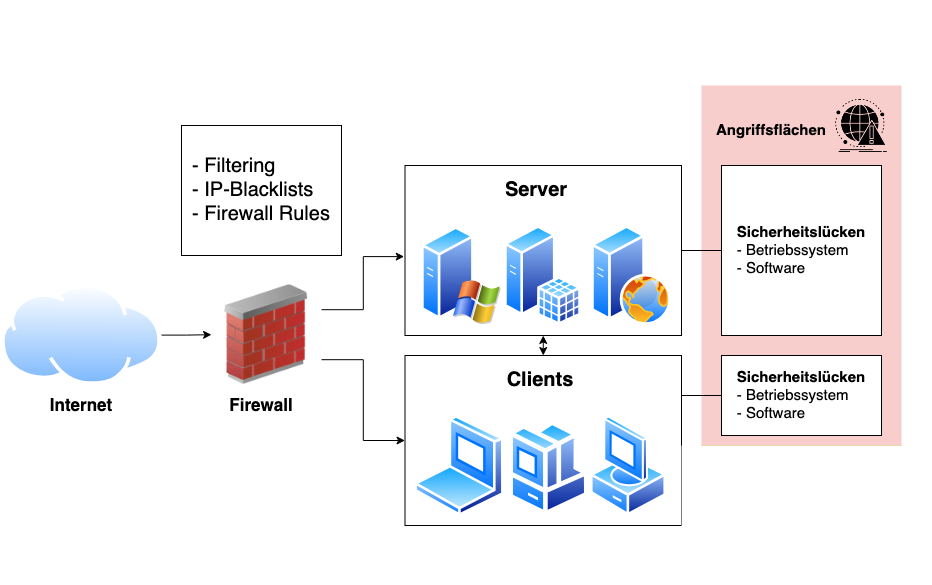 Angriffsflächen
- Filtering
- IP-Blacklists
- Firewall Rules
Server
Sicherheitslücken
- Betriebssystem
- Software
Internet
Firewall
Clients
Sicherheitslücken
- Betriebssystem
- Software